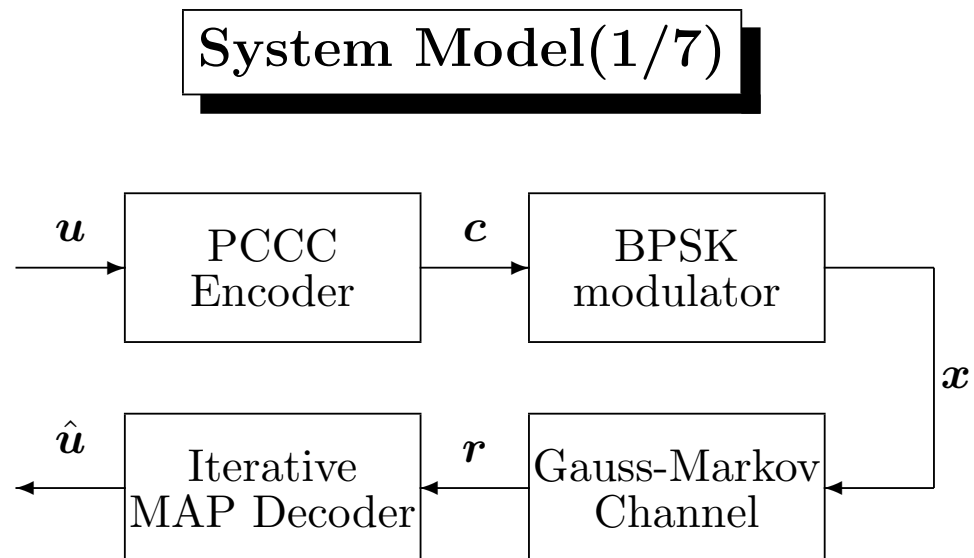 System Model(1/7)
u
PCCC
Encoder
c
BPSK
modulator
x
û
Iterative
MAP Decoder
r
Gauss-Markov
Channel